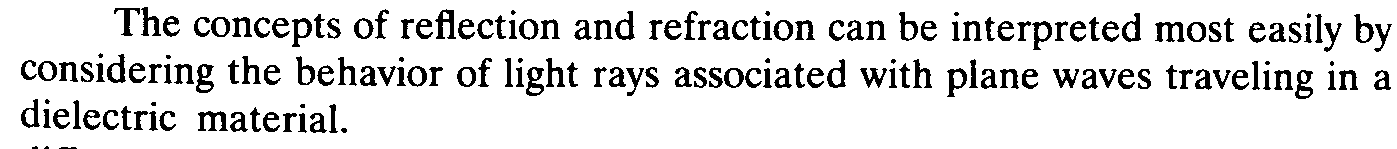 The concepts of reflection and refraction can be interpreted most easily by
considering the behavior of light rays associated with plane waves traveling in a
dielectric material.